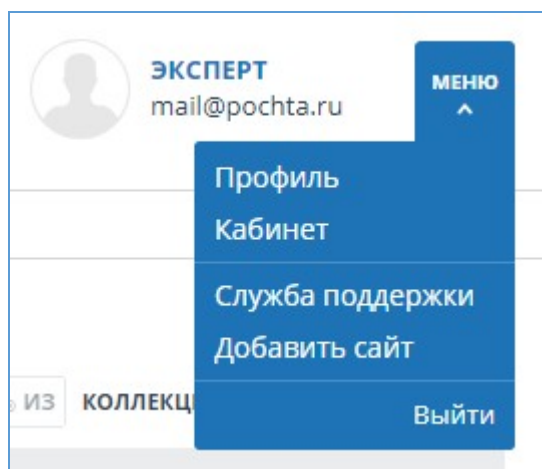 ЭКСПЕРТ
mail@pochta.ru
МЕНЮ
Профиль
Кабинет
Служба поддержки
Добавить сайт
ИЗ
Выйти